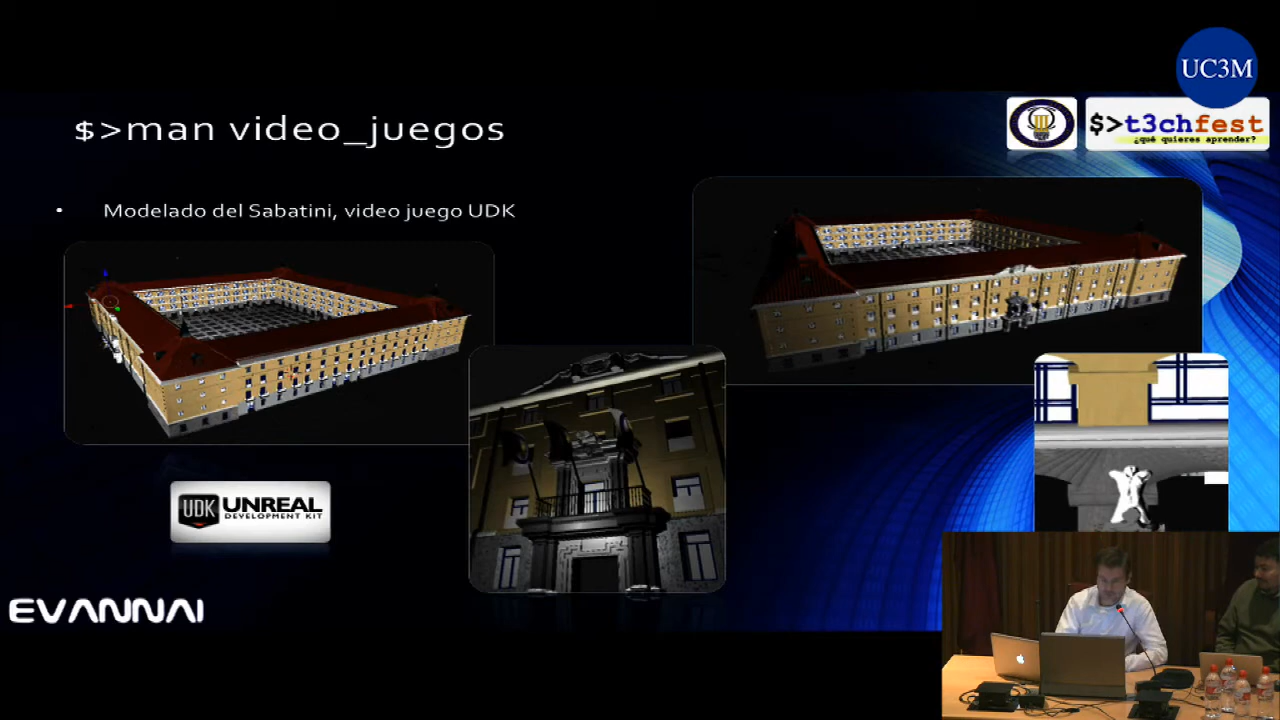 UC3M
$>man video_juegos
$>t3chfest
¿qué quieres aprender?
• Modelado del Sabatini, video juego UDK
UDK UNREAL
DEVELOPMENT KIT
EVANNAI